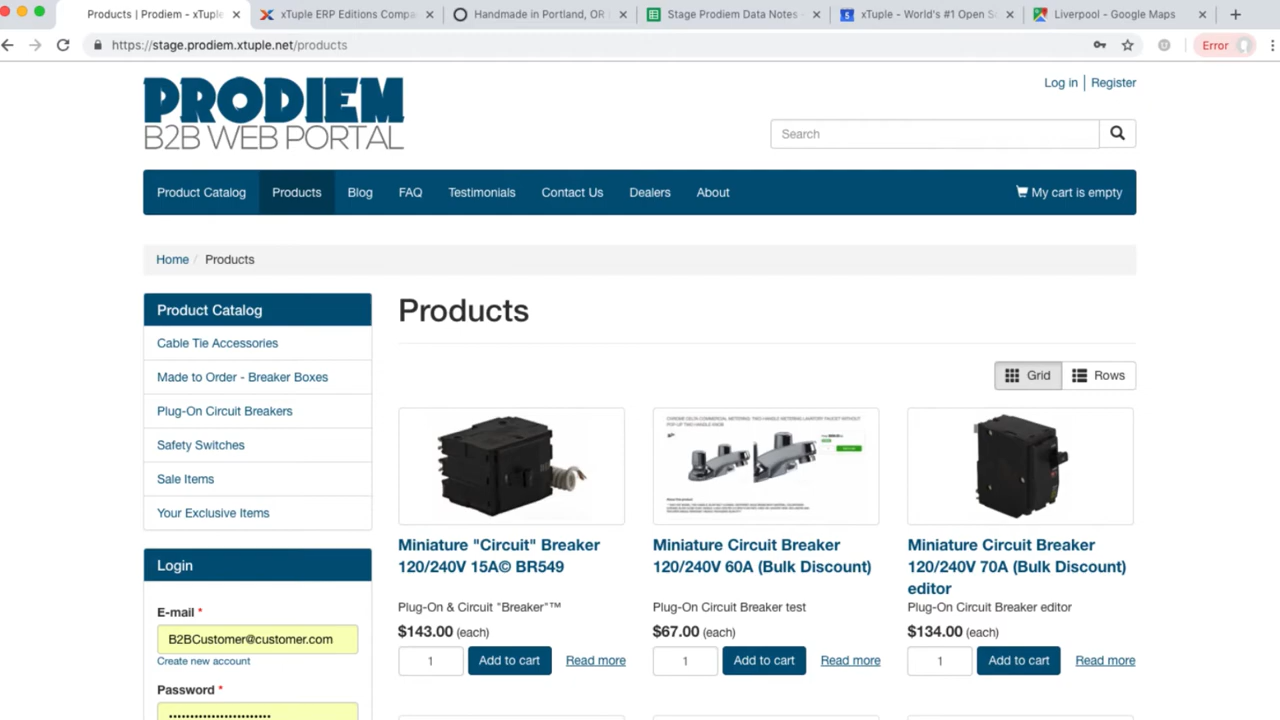 Products | Prodiem - xTuple
xTuple ERP Editions Compa
Handmade in Portland, OR
Stage Prodiem Data Notes -
xTuple - World's #1 Open S
Liverpool - Google Maps
https://stage.prodiem.xtuple.net/products
Error
PRODIEM
B2B WEB PORTAL
Log in | Register
Search
Product Catalog
Products
Blog
FAQ
Testimonials
Contact Us
Dealers
About
My cart is empty
Home / Products
Product Catalog
Cable Tie Accessories
Made to Order - Breaker Boxes
Plug-On Circuit Breakers
Safety Switches
Sale Items
Your Exclusive Items
Login
E-mail *
B2BCustomer@customer.com
Create new account
Password *
Products
Grid
Rows
Miniature "Circuit" Breaker
120/240V 15A© BR549
Plug-On & Circuit "Breaker"™
$143.00 (each)
1
Add to cart
Read more
Miniature Circuit Breaker
120/240V 60A (Bulk Discount)
Plug-On Circuit Breaker test
$67.00 (each)
1
Add to cart
Read more
Miniature Circuit Breaker
120/240V 70A (Bulk Discount)
editor
Plug-On Circuit Breaker editor
$134.00 (each)
1
Add to cart
Read more